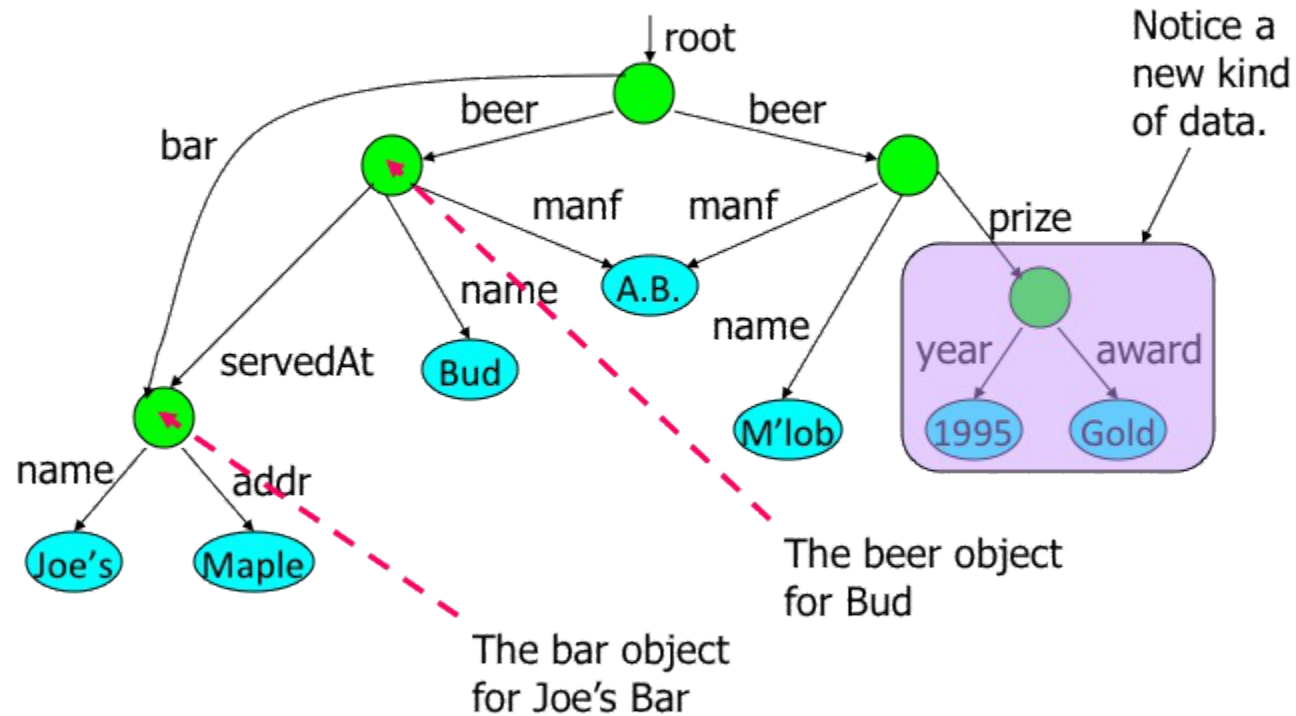 root
Notice a
new kind
of data.
beer
beer
bar
manf
manf
prize
name
A.B.
name
servedAt
Bud
year
award
M'lob
1995
Gold
name
addr
Joe's
Maple
The beer object
for Bud
The bar object
for Joe's Bar